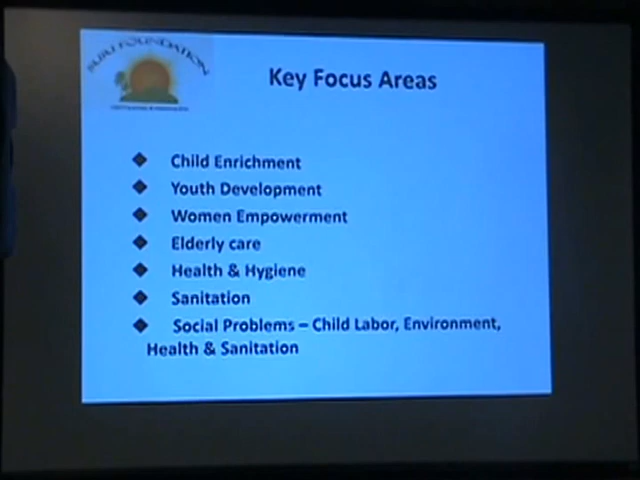 FOUNDATION
Key Focus Areas
Child Enrichment
Youth Development
Women Empowerment
Elderly care
Health & Hygiene
Sanitation
Social Problems – Child Labor, Environment,
Health & Sanitation